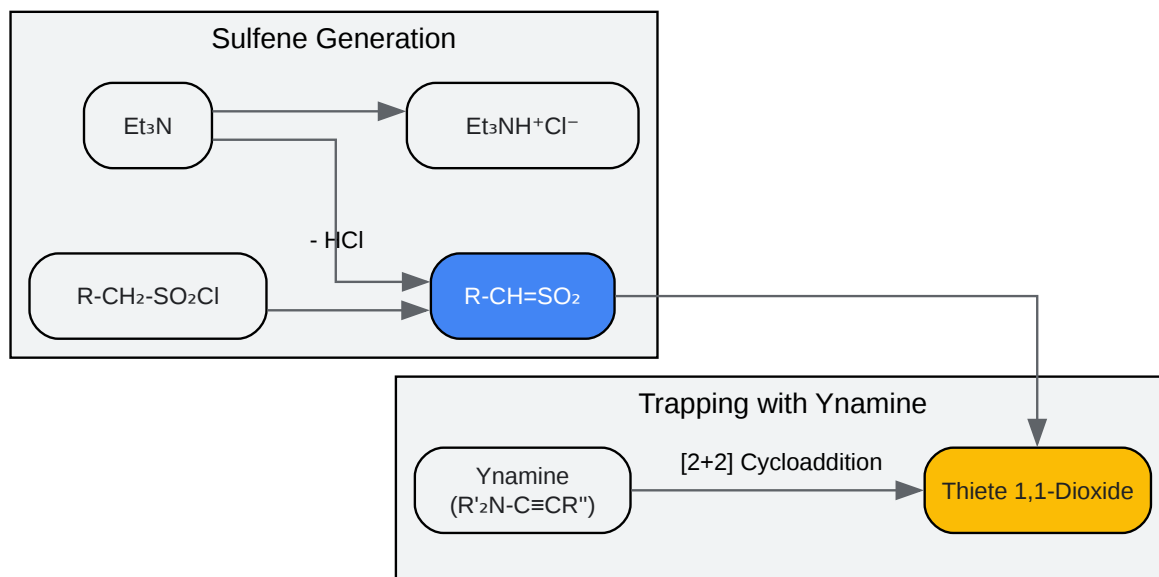 Sulfene Generation
Et₃N
Et₃NH⁺Cl⁻
- HCl
R-CH₂-SO₂Cl
R-CH=SO₂
Trapping with Ynamine
Ynamine
(R'₂N-C≡CR")
[2+2] Cycloaddition
Thiete 1,1-Dioxide